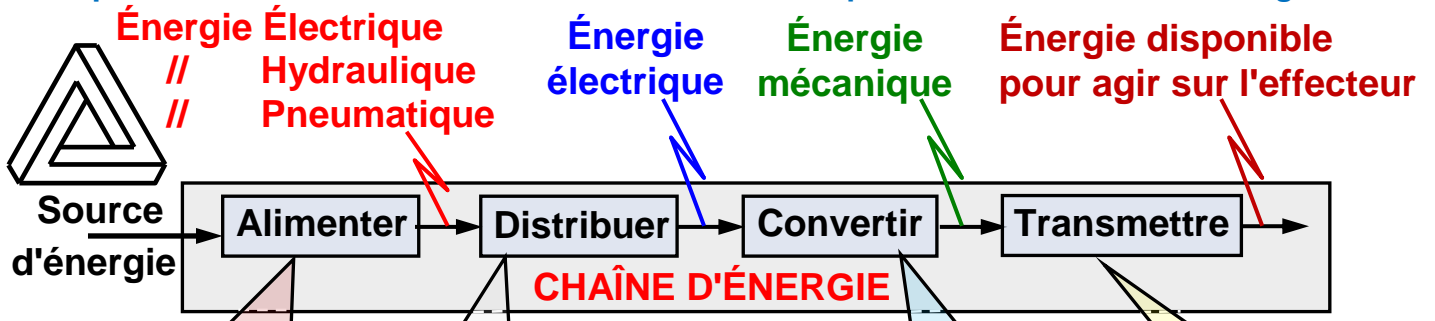 Énergie Électrique
// Hydraulique
// Pneumatique
Énergie
électrique
Énergie
mécanique
Énergie disponible
pour agir sur l'effecteur
Source
d'énergie
Alimenter
Distribuer
Convertir
Transmettre
CHAÎNE D'ÉNERGIE